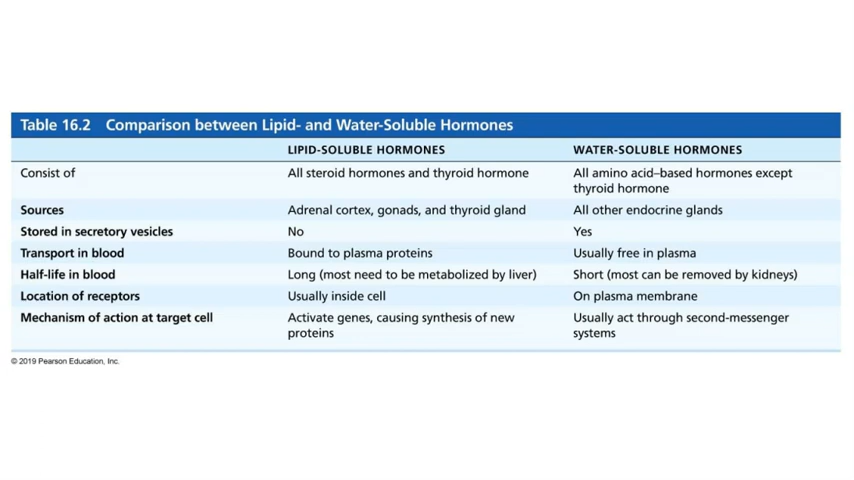 Table 16.2 Comparison between Lipid- and Water-Soluble Hormones
LIPID-SOLUBLE HORMONES WATER-SOLUBLE HORMONES
Consist of All steroid hormones and thyroid hormone All amino acid–based hormones except
thyroid hormone
Sources Adrenal cortex, gonads, and thyroid gland All other endocrine glands
Stored in secretory vesicles No Yes
Transport in blood Bound to plasma proteins Usually free in plasma
Half-life in blood Long (most need to be metabolized by liver) Short (most can be removed by kidneys)
Location of receptors Usually inside cell On plasma membrane
Mechanism of action at target cell Activate genes, causing synthesis of new Usually act through second-messenger
proteins systems
© 2019 Pearson Education, Inc.